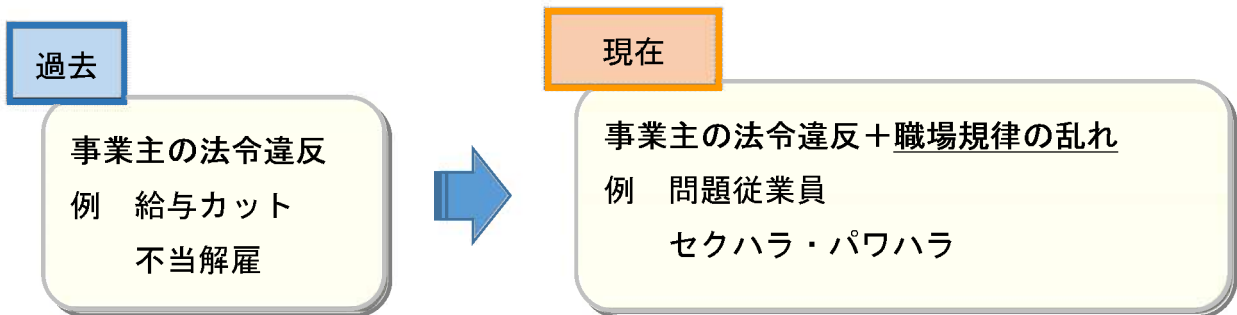 過去
事業主の法令違反
例　給与カット
不当解雇
現在
事業主の法令違反＋職場規律の乱れ
例　問題従業員
セクハラ・パワハラ